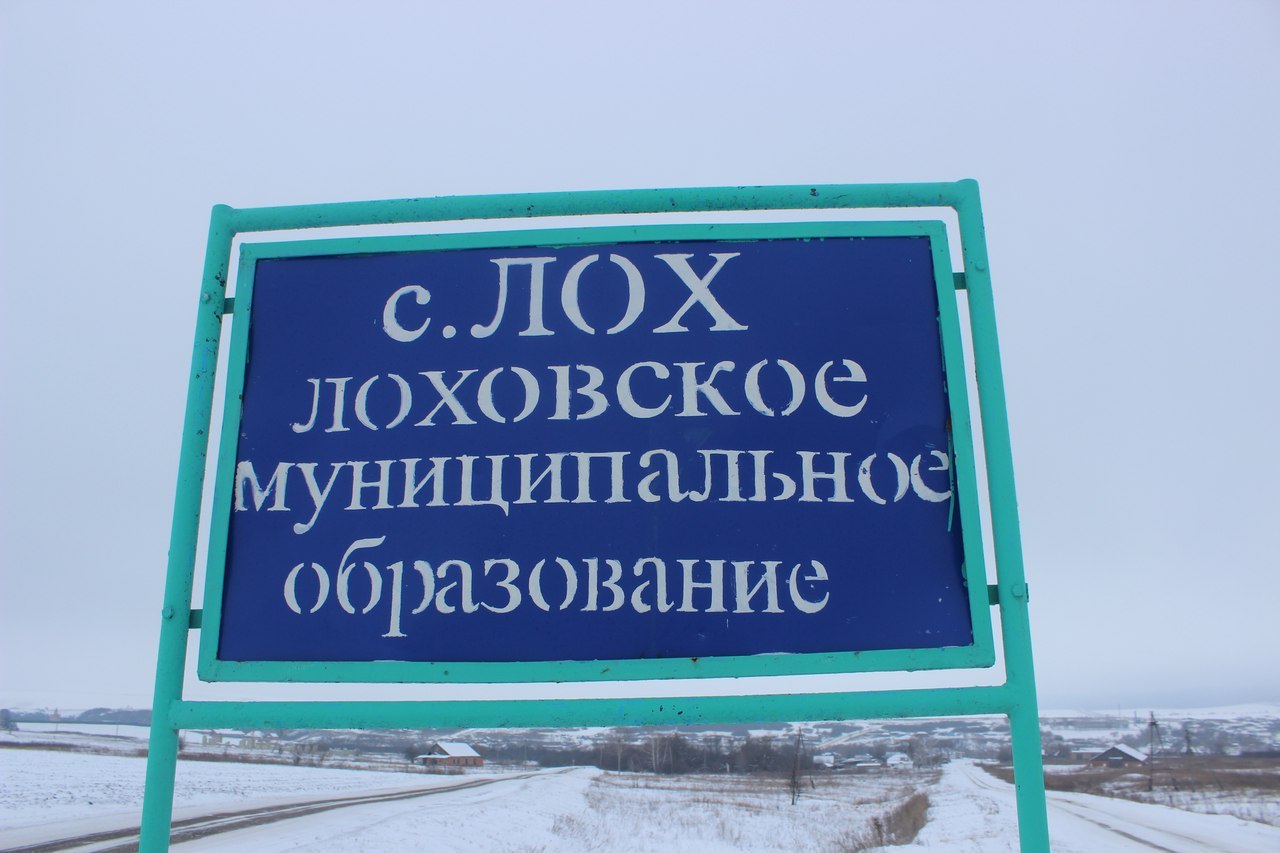 с. ЛОХ
лоховское
муниципальное
образование